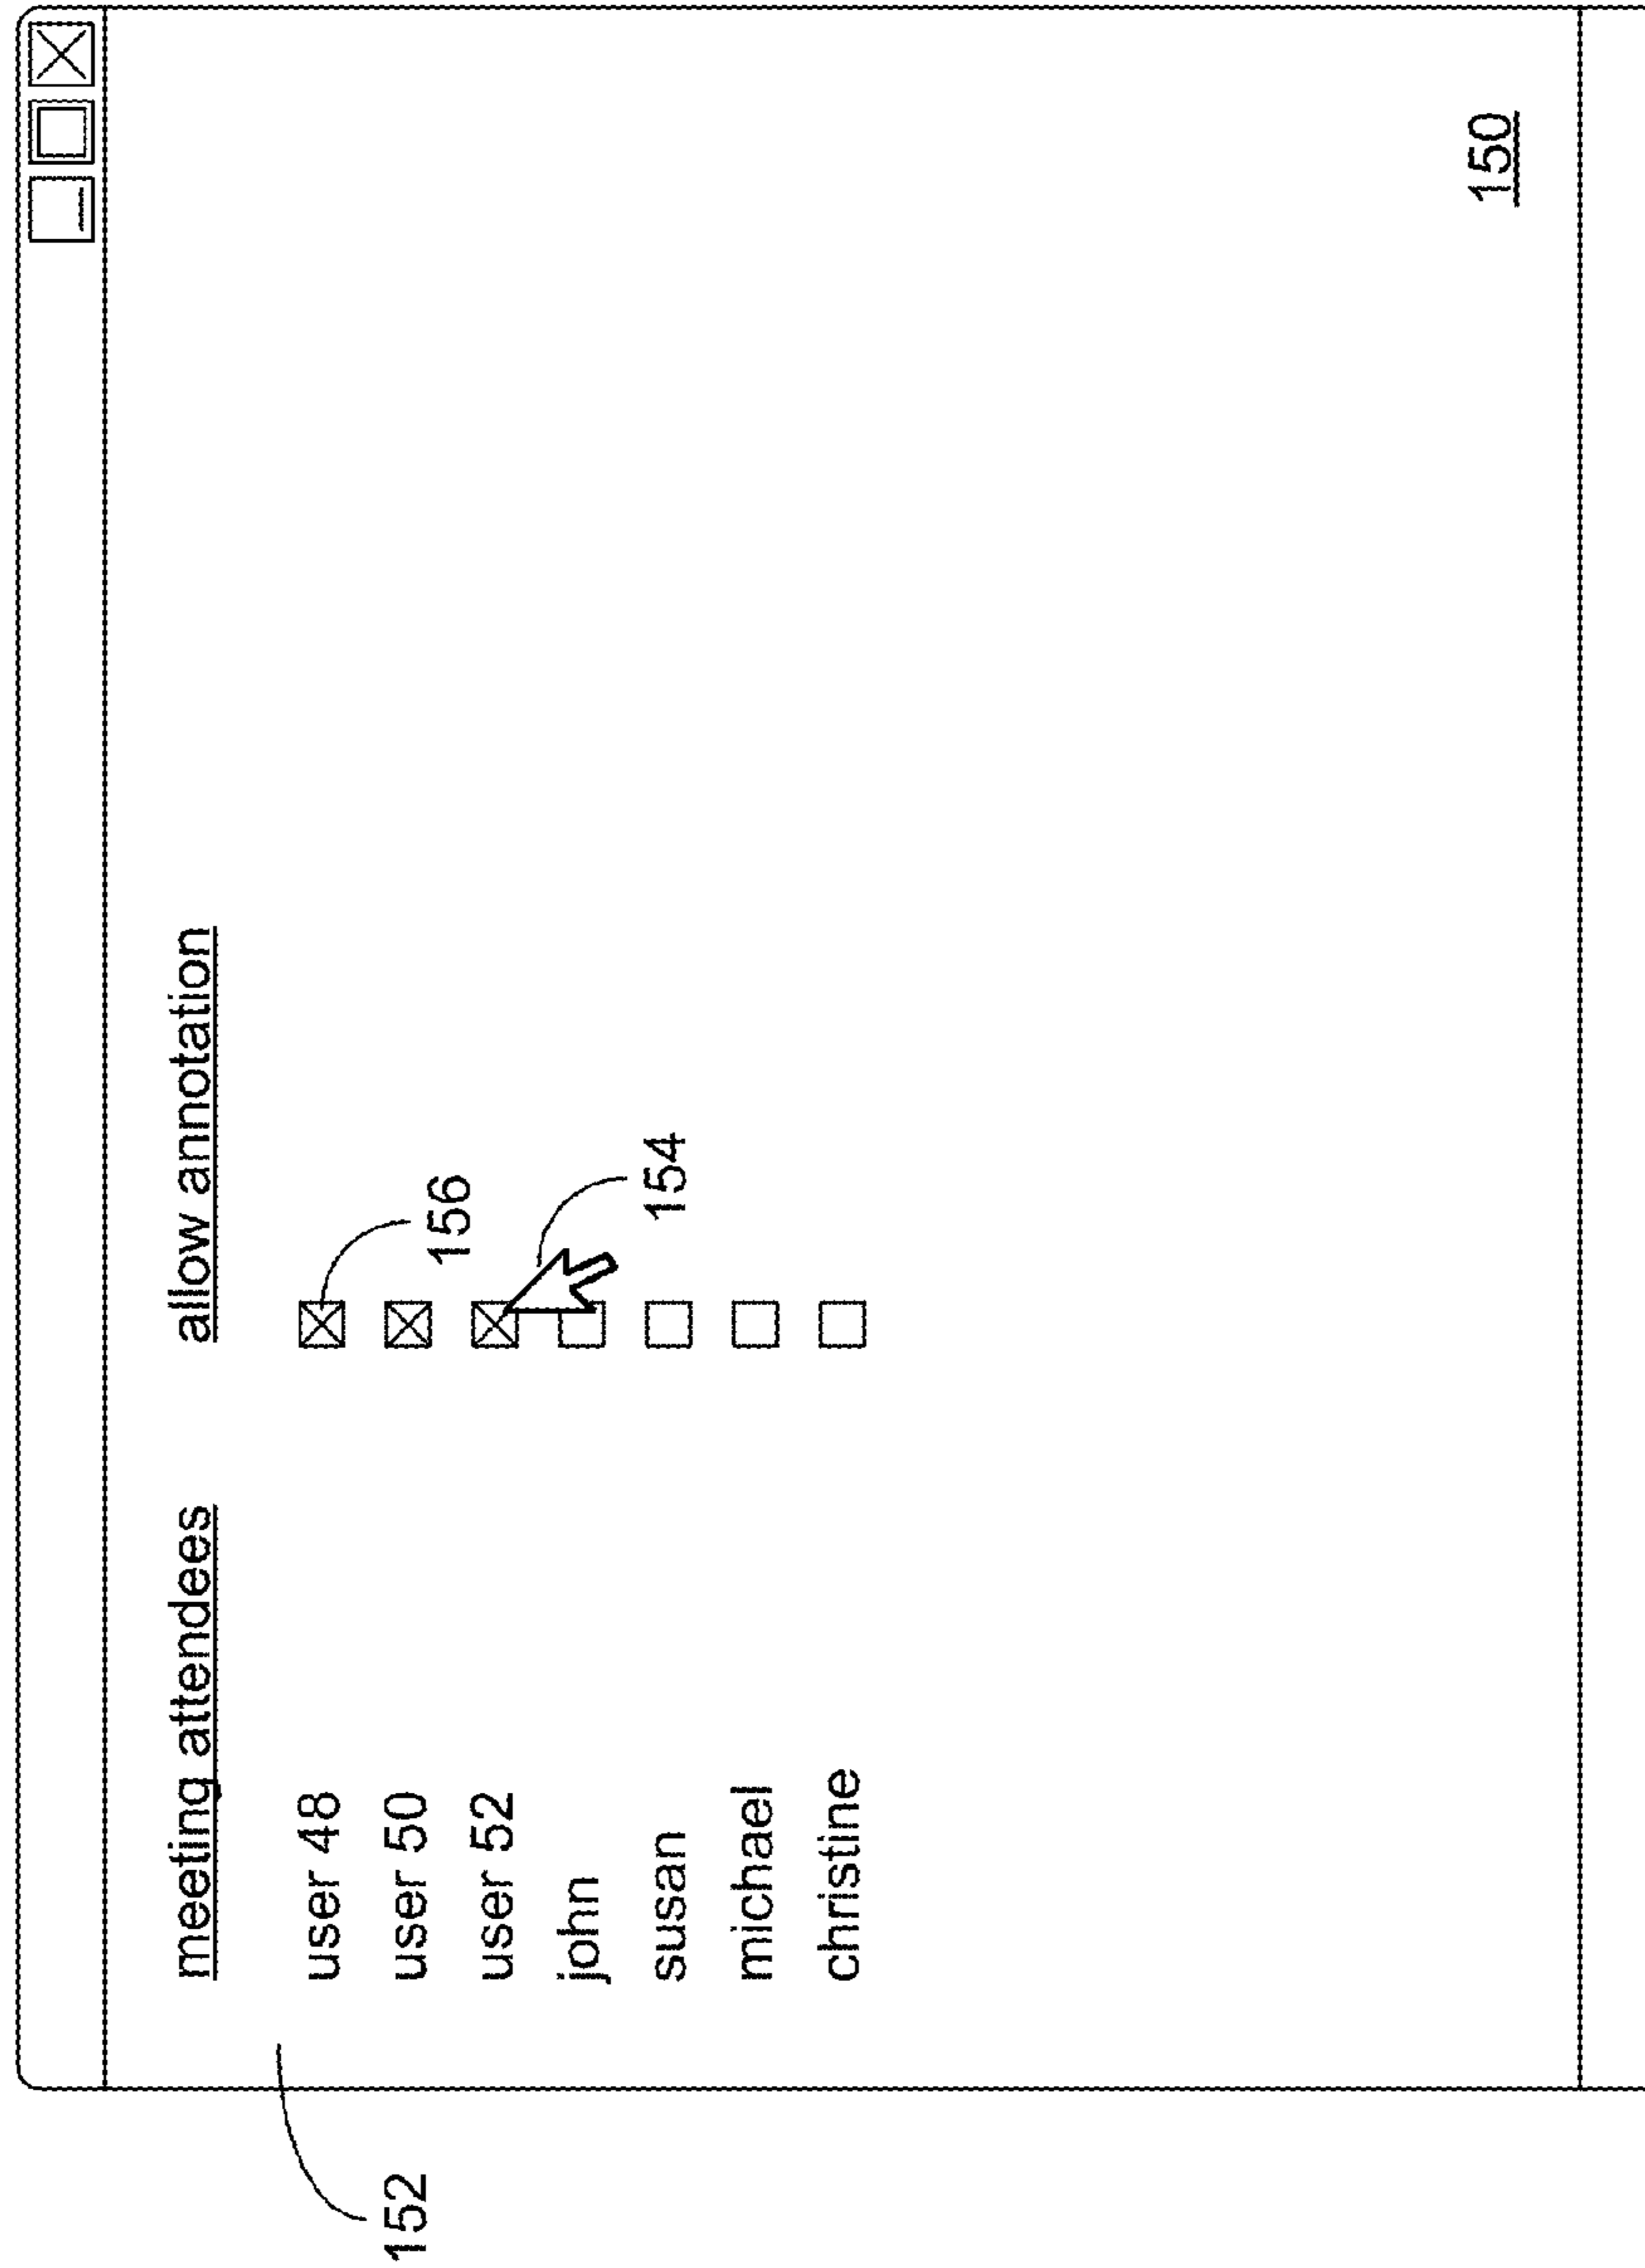 meeting attendees allow annotation
user 48
156
user 50
user 52
154
john
susan
michael
christine
152
150